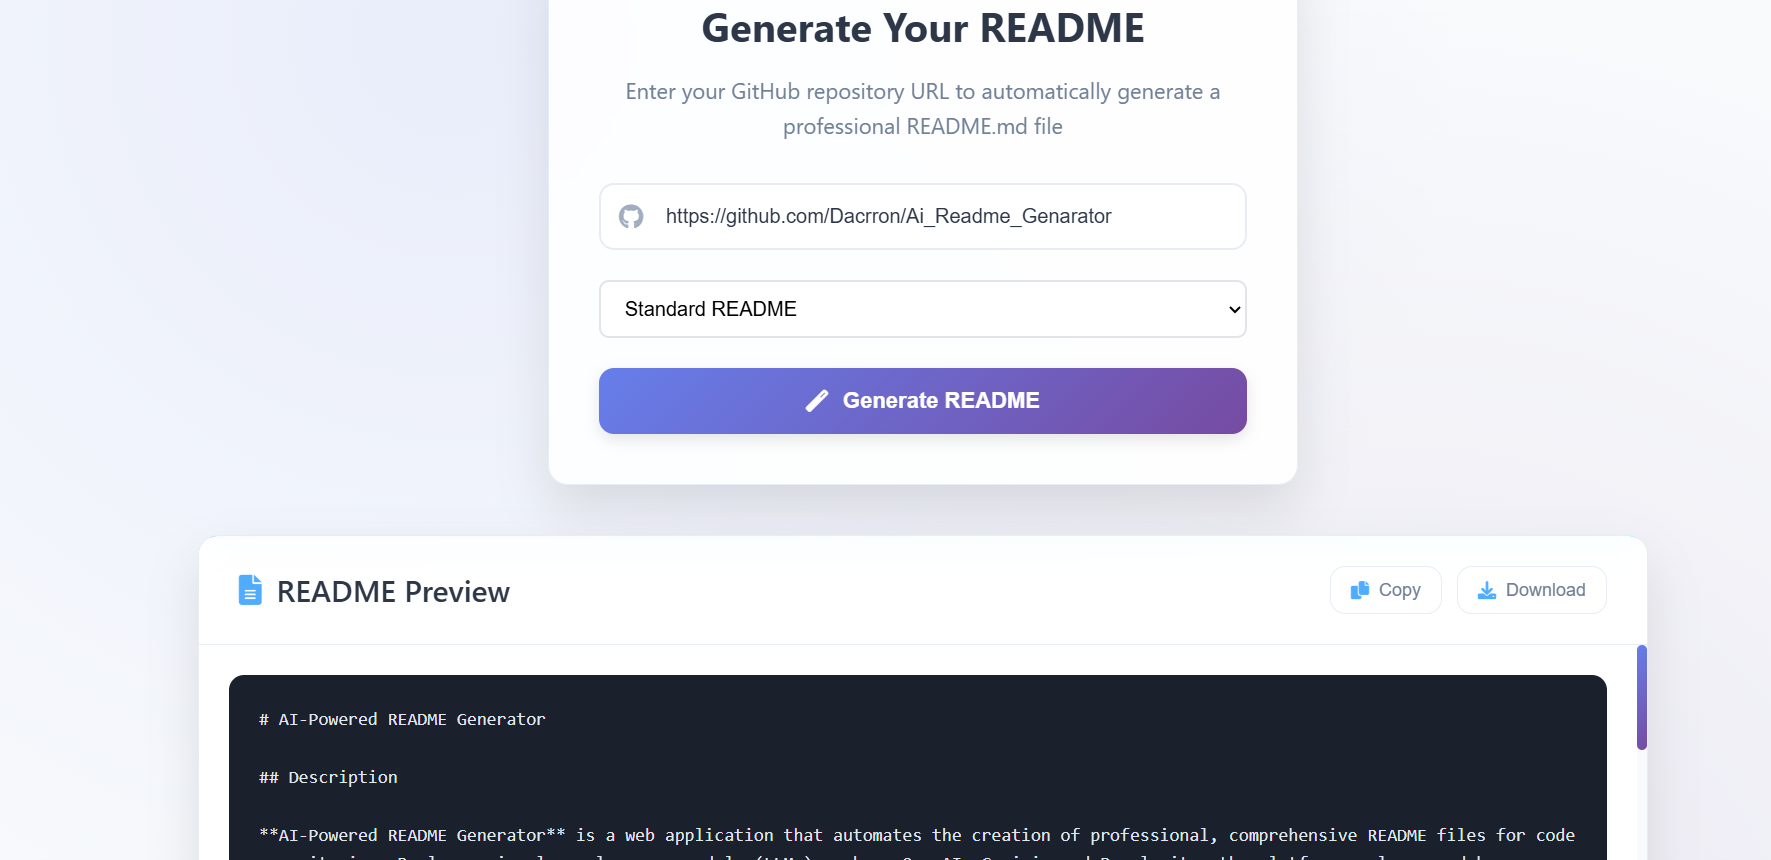 Generate Your README
Enter your GitHub repository URL to automatically generate a
professional README.md file
https://github.com/Dacrron/Ai_Readme_Genarator
Standard README
Generate README
README Preview
Copy
Download
# AI-Powered README Generator
## Description
**AI-Powered README Generator** is a web application that automates the creation of professional, comprehensive README files for code